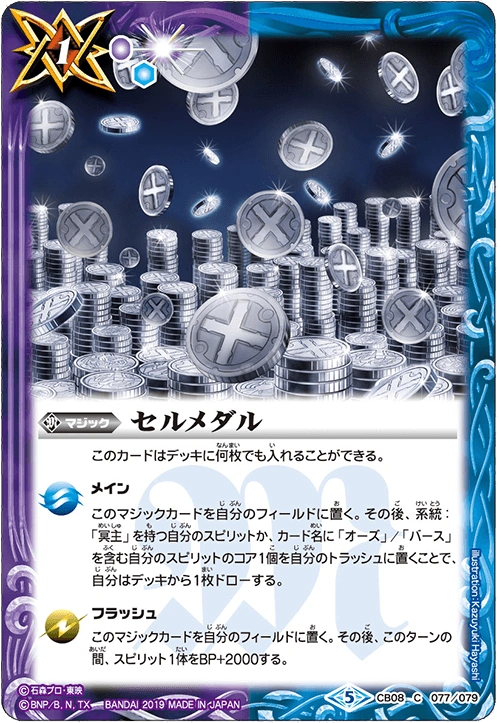 1
マジック
セルメダル
このカードはデッキに何枚でも入れることができる。
メイン
このマジックカードを自分のフィールドに置く。その後、系統：
「冥主」を持つ自分のスピリットか、カード名に「オーズ」/「バース」
を含む自分のスピリットのコア1個を自分のトラッシュに置くことで、
自分はデッキから1枚ドローする。
フラッシュ
このマジックカードを自分のフィールドに置く。その後、このターンの
間、スピリット1体をBP+2000する。
Illustration : Kazuyuki Hayashi
©石森プロ・東映
©BNP/B, N, TX BANDAI 2019 MADE IN JAPAN
5 CB08 C 077/079